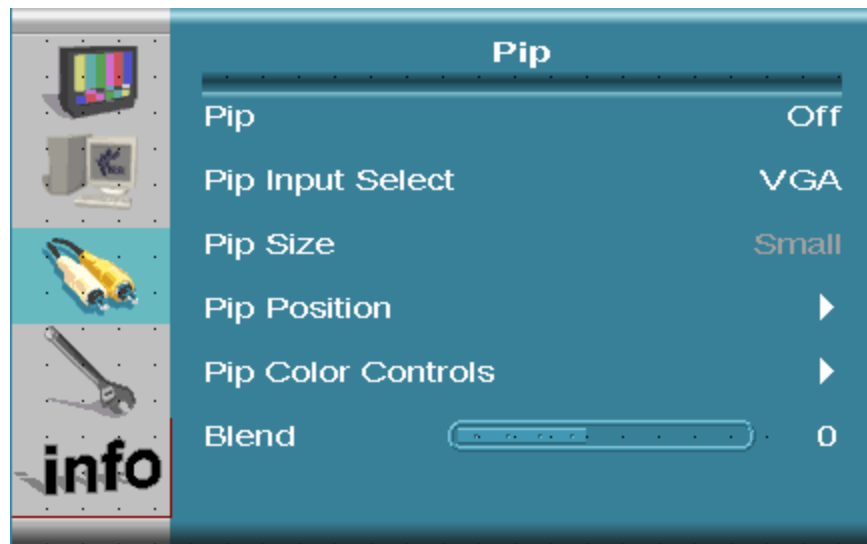 Pip
Pip Off
Pip Input Select VGA
Pip Size Small
Pip Position
Pip Color Controls
Blend 0
info